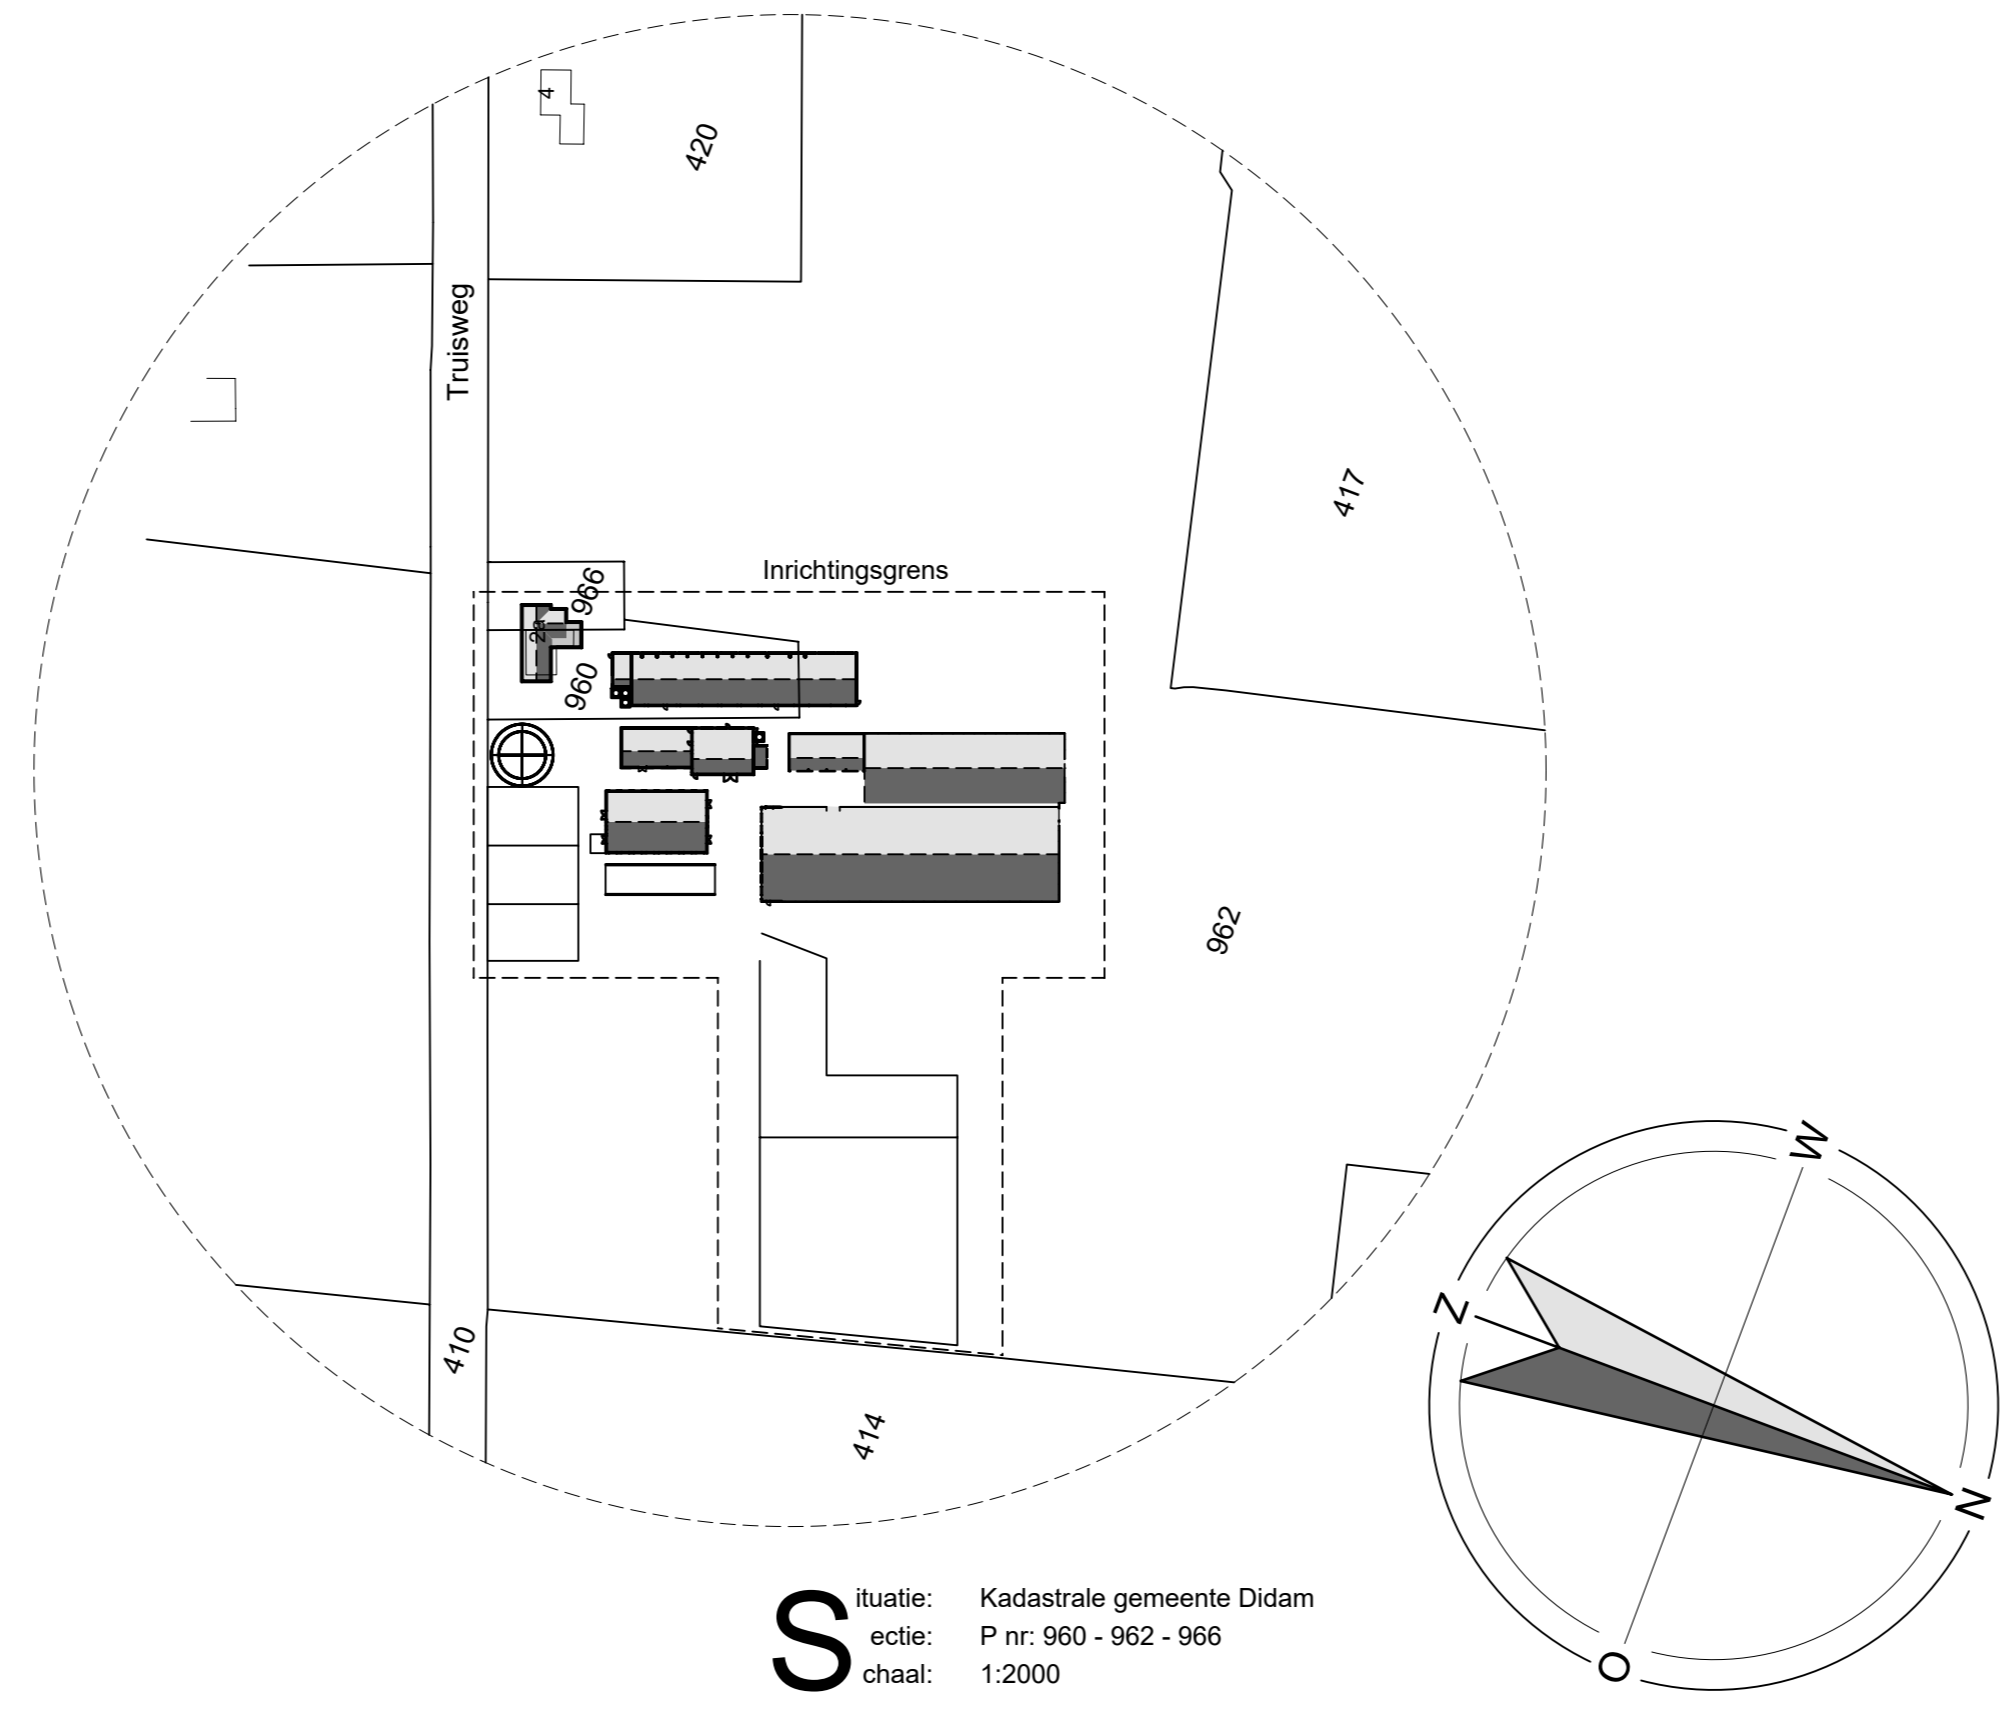 4
420
Truisweg
417
Inrichtingsgrens
966
2a
960
962
W
Z
410
414
N
O
Situatie: Kadastrale gemeente Didam
Sectie: P nr: 960 - 962 - 966
Schaal: 1:2000